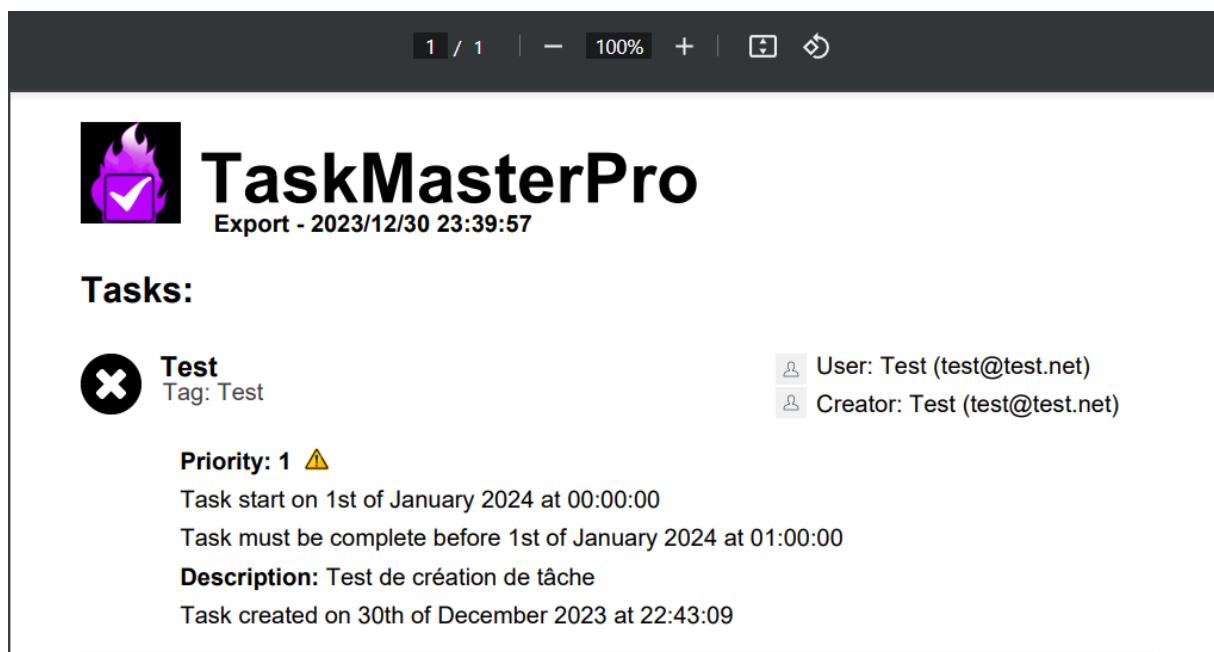 1 / 1 100%
TaskMasterPro
Export - 2023/12/30 23:39:57
Tasks:
Test
Tag: Test
User: Test (test@test.net)
Creator: Test (test@test.net)
Priority: 1
Task start on 1st of January 2024 at 00:00:00
Task must be complete before 1st of January 2024 at 01:00:00
Description: Test de création de tâche
Task created on 30th of December 2023 at 22:43:09